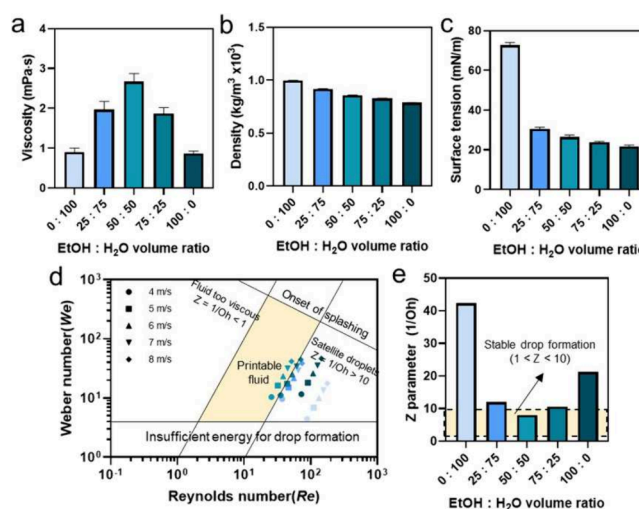 a
Viscosity (mPa·s)
4
3
2
1
0
0 : 100
25 : 75
50 : 50
75 : 25
100 : 0
EtOH : H₂O volume ratio
b
Density (kg/m³ x10³)
1.5
1.0
0.5
0.0
0 : 100
25 : 75
50 : 50
75 : 25
100 : 0
EtOH : H₂O volume ratio
c
Surface tension (mN/m)
80
60
40
20
0
0 : 100
25 : 75
50 : 50
75 : 25
100 : 0
EtOH : H₂O volume ratio
d
Weber number(We)
10³
10²
10¹
10⁰
4 m/s
5 m/s
6 m/s
7 m/s
8 m/s
Fluid too viscous
Z = 1/Oh < 1
Onset of splashing
Printable
fluid
Satellite droplets
Z = 1/Oh > 10
Insufficient energy for drop formation
10⁻¹
10⁰
10¹
10²
10³
Reynolds number(Re)
e
Z parameter (1/Oh)
50
40
30
20
10
0
Stable drop formation
(1 < Z < 10)
0 : 100
25 : 75
50 : 50
75 : 25
100 : 0
EtOH : H₂O volume ratio